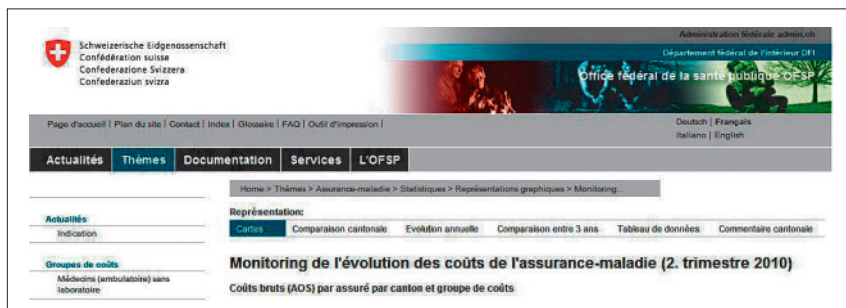 Schweizerische Eidgenossenschaft
Confédération suisse
Confederazione Svizzera
Confederaziun svizra
Administration fédérale admin.ch
Département fédéral de l'intérieur DFI
Office fédéral de la santé publique OFSP
Page d'accueil | Plan du site | Contact | Index | Glossaire | FAQ | Outil d'impression |
Deutsch | Français
Italiano | English
Actualités Thèmes Documentation Services L'OFSP
Home > Thèmes > Assurance-maladie > Statistiques > Représentations graphiques > Monitoring...
Actualités
Indication
Groupes de coûts
Médecins (ambulatoire) sans
laboratoire
Représentation:
Cartes Comparaison cantonale Evolution annuelle Comparaison entre 3 ans Tableau de données Commentaire cantonale
Monitoring de l'évolution des coûts de l'assurance-maladie (2. trimestre 2010)
Coûts bruts (AOS) par assuré par canton et groupe de coûts